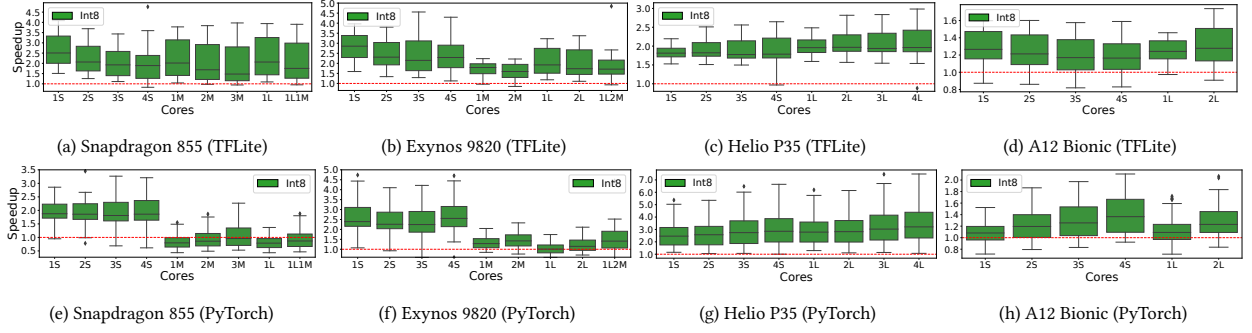 Int8
Int8
Int8
Int8
Speedup
4.5
4.0
3.5
3.0
2.5
2.0
1.5
1.0
4.5
4.0
3.5
3.0
2.5
2.0
1.5
1.0
3.0
2.5
2.0
1.5
1.0
1.6
1.4
1.2
1.0
0.8
1S 2S 3S 4S 1M 2M 3M 1L 1L1M
1S 2S 3S 4S 1M 2M 1L 2L 1L2M
1S 2S 3S 4S 1L 2L 3L 4L
1S 2S 3S 4S 1L 2L
Cores Cores Cores Cores
(a) Snapdragon 855 (TFLite) (b) Exynos 9820 (TFLite) (c) Helio P35 (TFLite) (d) A12 Bionic (TFLite)
Int8
Int8
Int8
Int8
Speedup
3.5
3.0
2.5
2.0
1.5
1.0
0.5
5.0
4.0
3.0
2.0
1.0
7.0
6.0
5.0
4.0
3.0
2.0
1.0
2.0
1.8
1.6
1.4
1.2
1.0
0.8
1S 2S 3S 4S 1M 2M 3M 1L 1L1M
1S 2S 3S 4S 1M 2M 1L 2L 1L2M
1S 2S 3S 4S 1L 2L 3L 4L
1S 2S 3S 4S 1L 2L
Cores Cores Cores Cores
(e) Snapdragon 855 (PyTorch) (f) Exynos 9820 (PyTorch) (g) Helio P35 (PyTorch) (h) A12 Bionic (PyTorch)